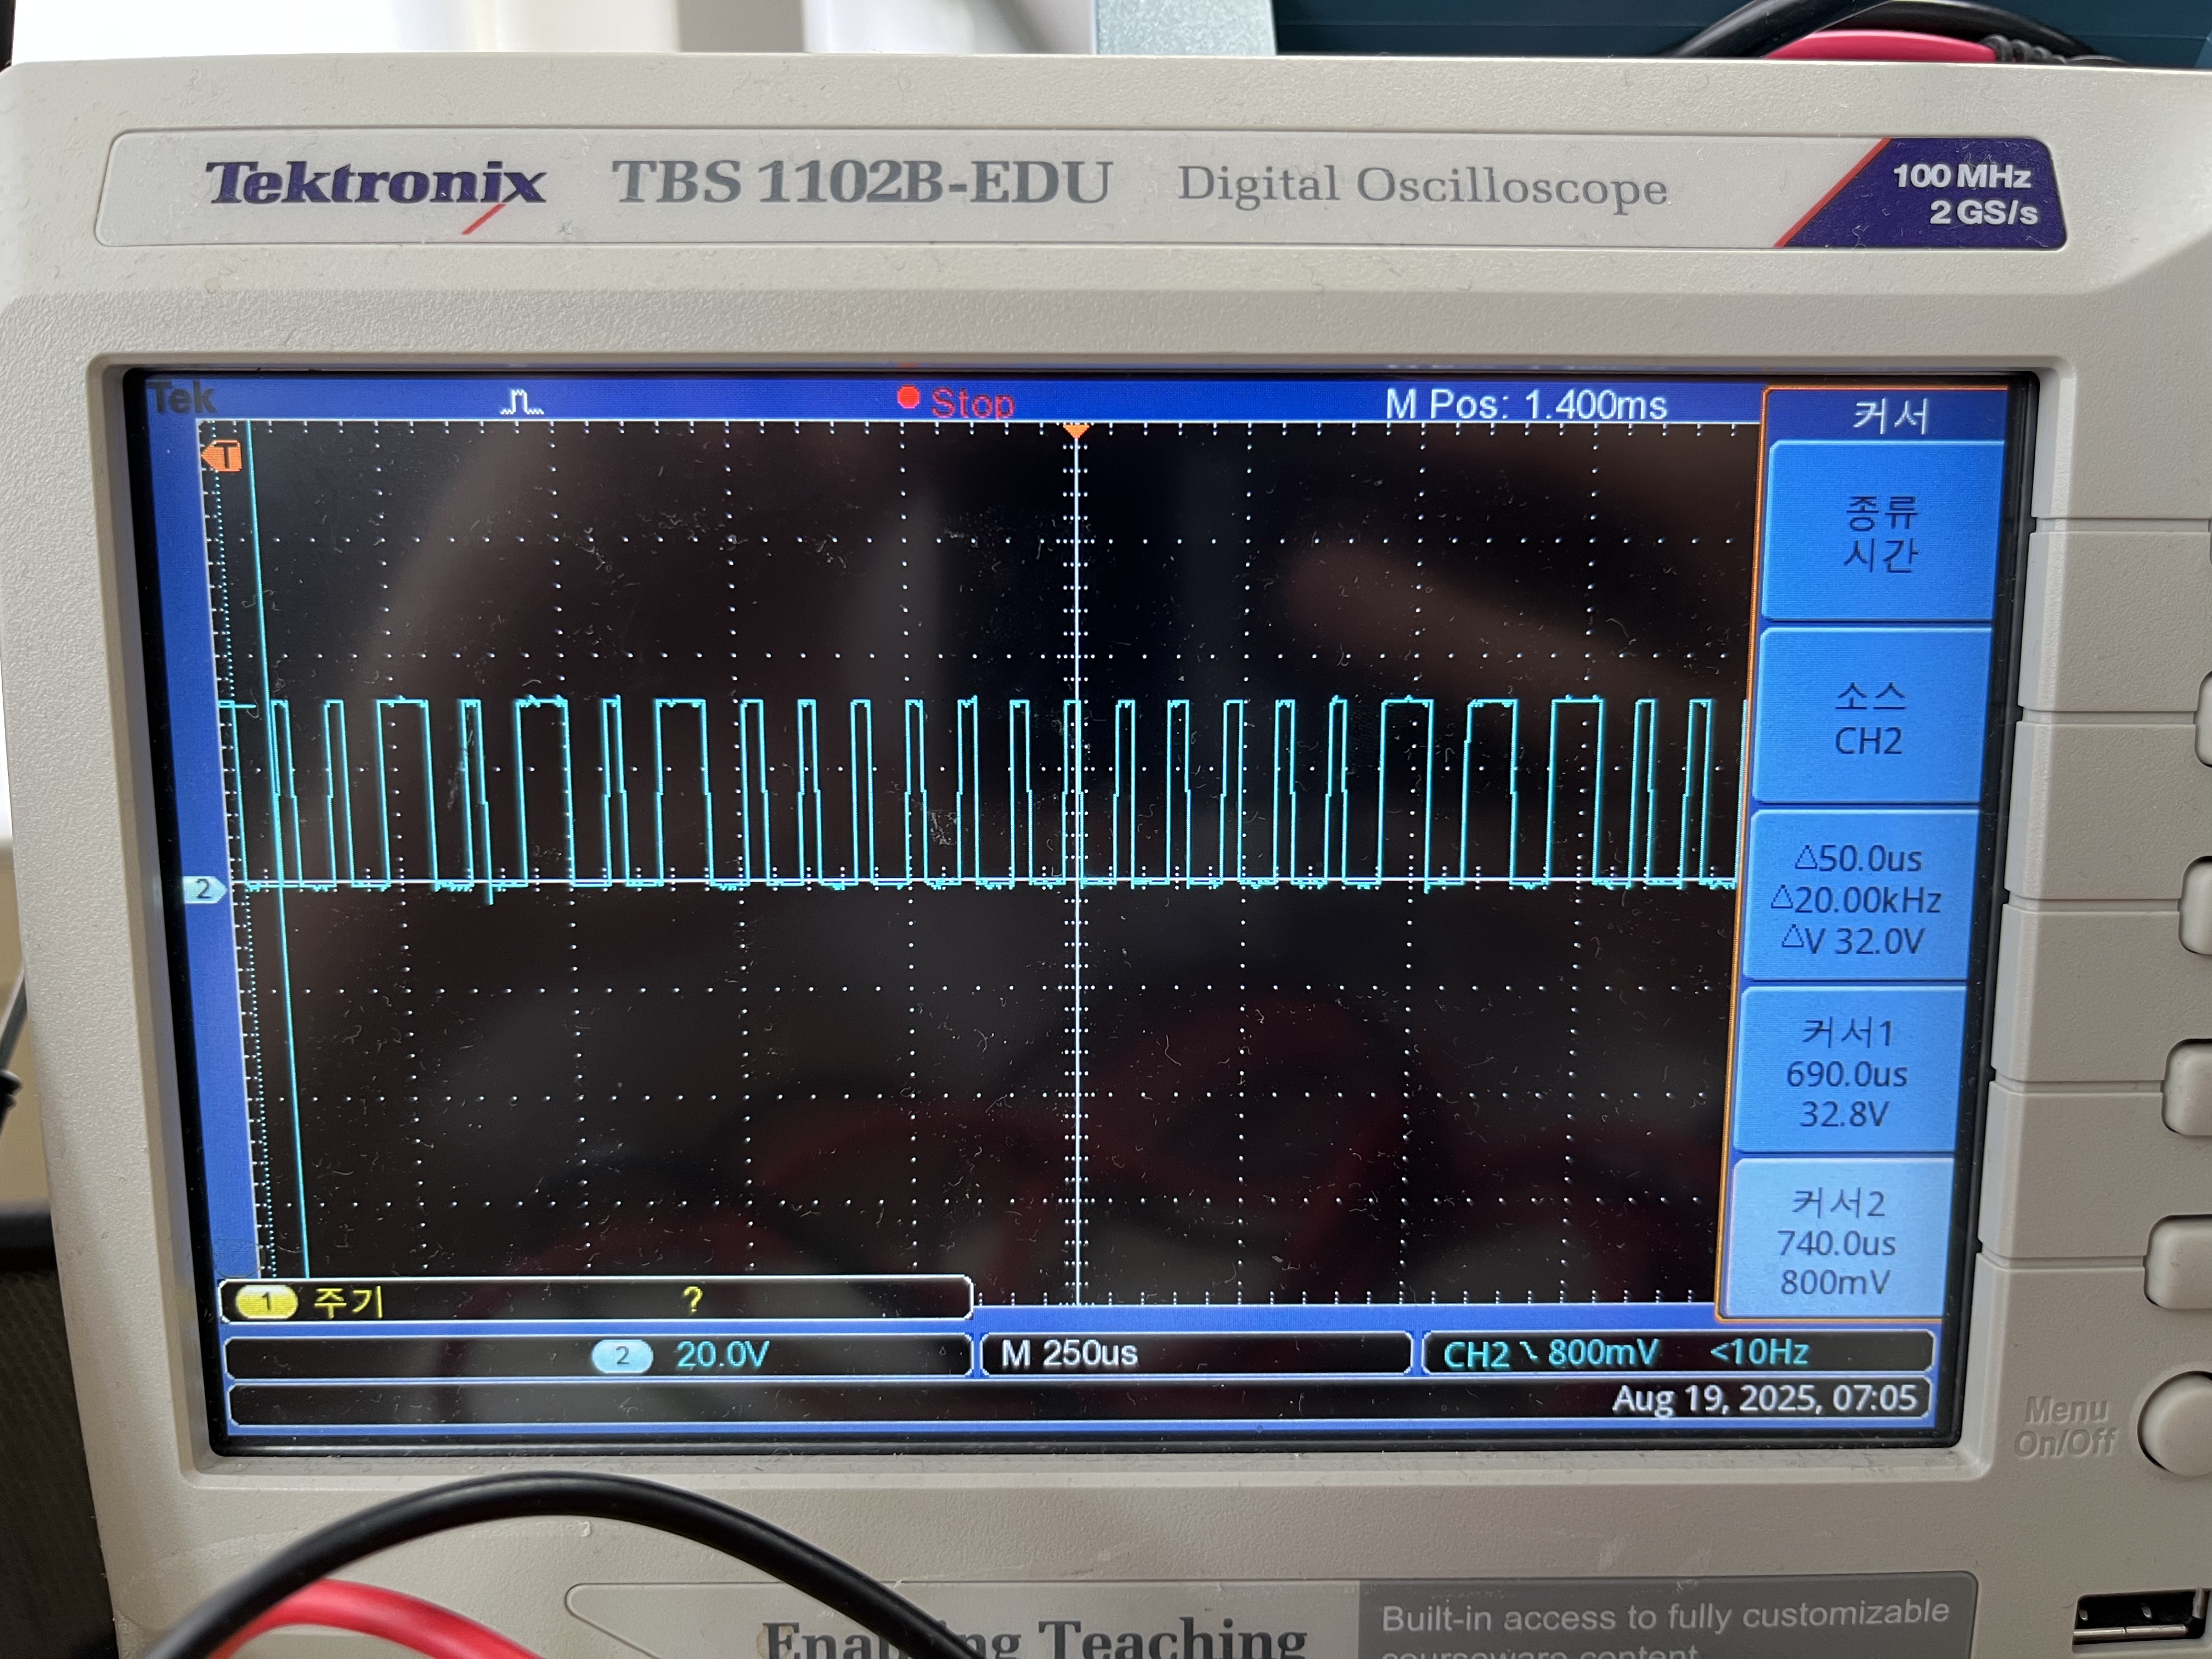 Tektronix TBS 1102B-EDU Digital Oscilloscope
100 MHz
2 GS/s
Tek Stop M Pos: 1.400ms
커서
T
종류
시간
소스
CH2
2
△50.0us
△20.00kHz
△V 32.0V
커서1
690.0us
32.8V
커서2
740.0us
800mV
1 주기 ?
2 20.0V M 250us CH2 800mV <10Hz
Aug 19, 2025, 07:05
Menu
On/Off
Teaching
Built-in access to fully customizable
courseware content